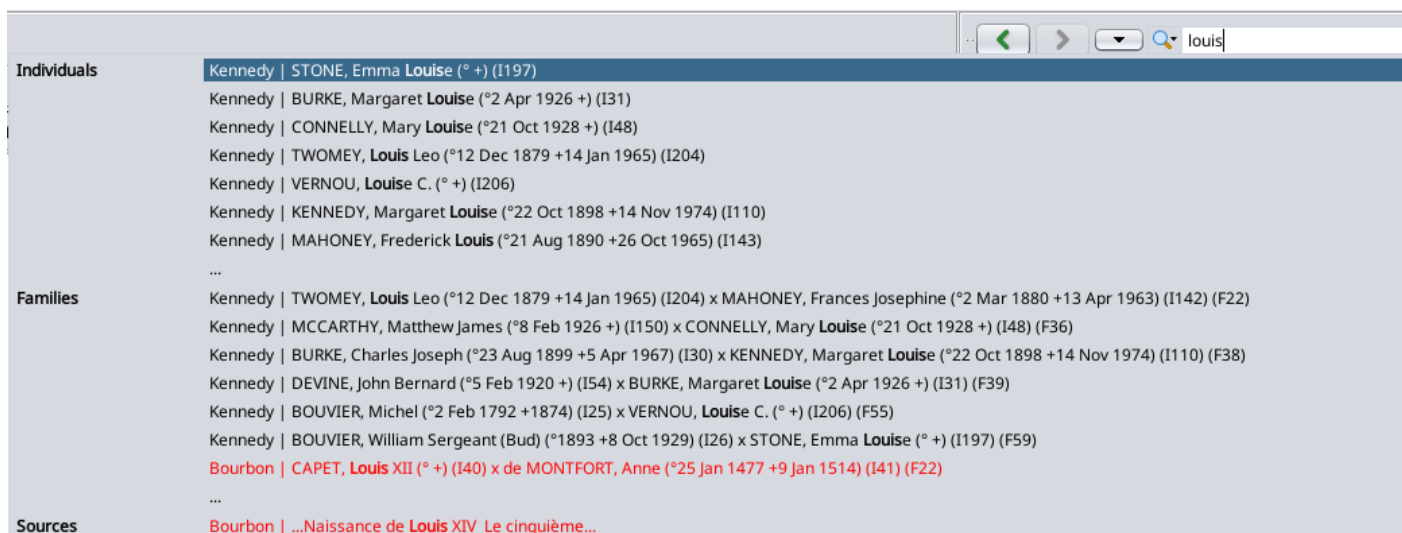 louis
Individuals Kennedy | STONE, Emma Louise (° +) (I197)
Kennedy | BURKE, Margaret Louise (°2 Apr 1926 +) (I31)
Kennedy | CONNELLY, Mary Louise (°21 Oct 1928 +) (I48)
Kennedy | TWOMEY, Louis Leo (°12 Dec 1879 +14 Jan 1965) (I204)
Kennedy | VERNOU, Louise C. (° +) (I206)
Kennedy | KENNEDY, Margaret Louise (°22 Oct 1898 +14 Nov 1974) (I110)
Kennedy | MAHONEY, Frederick Louis (°21 Aug 1890 +26 Oct 1965) (I143)
...
Families Kennedy | TWOMEY, Louis Leo (°12 Dec 1879 +14 Jan 1965) (I204) x MAHONEY, Frances Josephine (°2 Mar 1880 +13 Apr 1963) (I142) (F22)
Kennedy | MCCARTHY, Matthew James (°8 Feb 1926 +) (I150) x CONNELLY, Mary Louise (°21 Oct 1928 +) (I48) (F36)
Kennedy | BURKE, Charles Joseph (°23 Aug 1899 +5 Apr 1967) (I30) x KENNEDY, Margaret Louise (°22 Oct 1898 +14 Nov 1974) (I110) (F38)
Kennedy | DEVINE, John Bernard (°5 Feb 1920 +) (I54) x BURKE, Margaret Louise (°2 Apr 1926 +) (I31) (F39)
Kennedy | BOUVIER, Michel (°2 Feb 1792 +1874) (I25) x VERNOU, Louise C. (° +) (I206) (F55)
Kennedy | BOUVIER, William Sergeant (Bud) (°1893 +8 Oct 1929) (I26) x STONE, Emma Louise (° +) (I197) (F59)
Bourbon | CAPET, Louis XII (° +) (I40) x de MONTFORT, Anne (°25 Jan 1477 +9 Jan 1514) (I41) (F22)
...
Sources Bourbon | ...Naissance de Louis XIV Le cinquième...